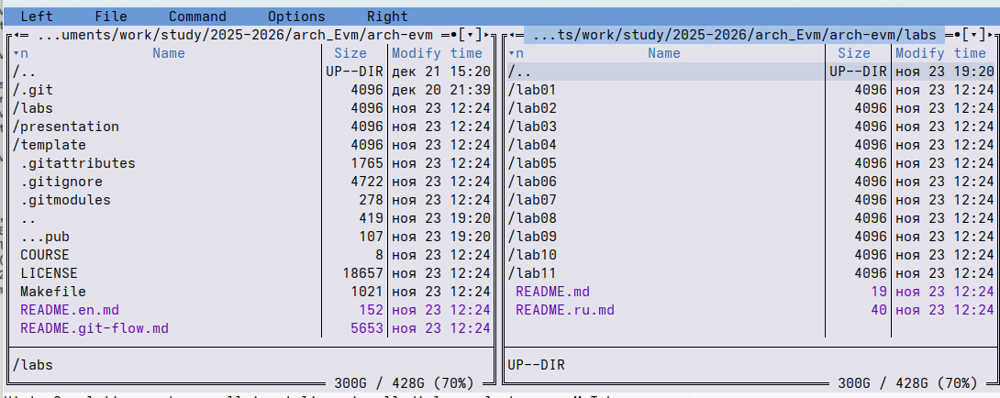 Left File Command Options Right
...uments/work/study/2025-2026/arch_Evm/arch-evm
n Name Size Modify time
/.. UP--DIR дек 21 15:20
/.git 4096 дек 20 21:39
/labs 4096 ноя 23 12:24
/presentation 4096 ноя 23 12:24
/template 4096 ноя 23 12:24
.gitattributes 1765 ноя 23 12:24
.gitignore 4722 ноя 23 12:24
.gitmodules 278 ноя 23 12:24
.. 419 ноя 23 19:20
...pub 107 ноя 23 19:20
COURSE 8 ноя 23 12:24
LICENSE 18657 ноя 23 12:24
Makefile 1021 ноя 23 12:24
README.en.md 152 ноя 23 12:24
README.git-flow.md 5653 ноя 23 12:24
/labs
300G / 428G (70%)
...ts/work/study/2025-2026/arch_Evm/arch-evm/labs
n Name Size Modify time
/.. UP--DIR ноя 23 19:20
/lab01 4096 ноя 23 12:24
/lab02 4096 ноя 23 12:24
/lab03 4096 ноя 23 12:24
/lab04 4096 ноя 23 12:24
/lab05 4096 ноя 23 12:24
/lab06 4096 ноя 23 12:24
/lab07 4096 ноя 23 12:24
/lab08 4096 ноя 23 12:24
/lab09 4096 ноя 23 12:24
/lab10 4096 ноя 23 12:24
/lab11 4096 ноя 23 12:24
README.md 19 ноя 23 12:24
README.ru.md 40 ноя 23 12:24
UP--DIR
300G / 428G (70%)